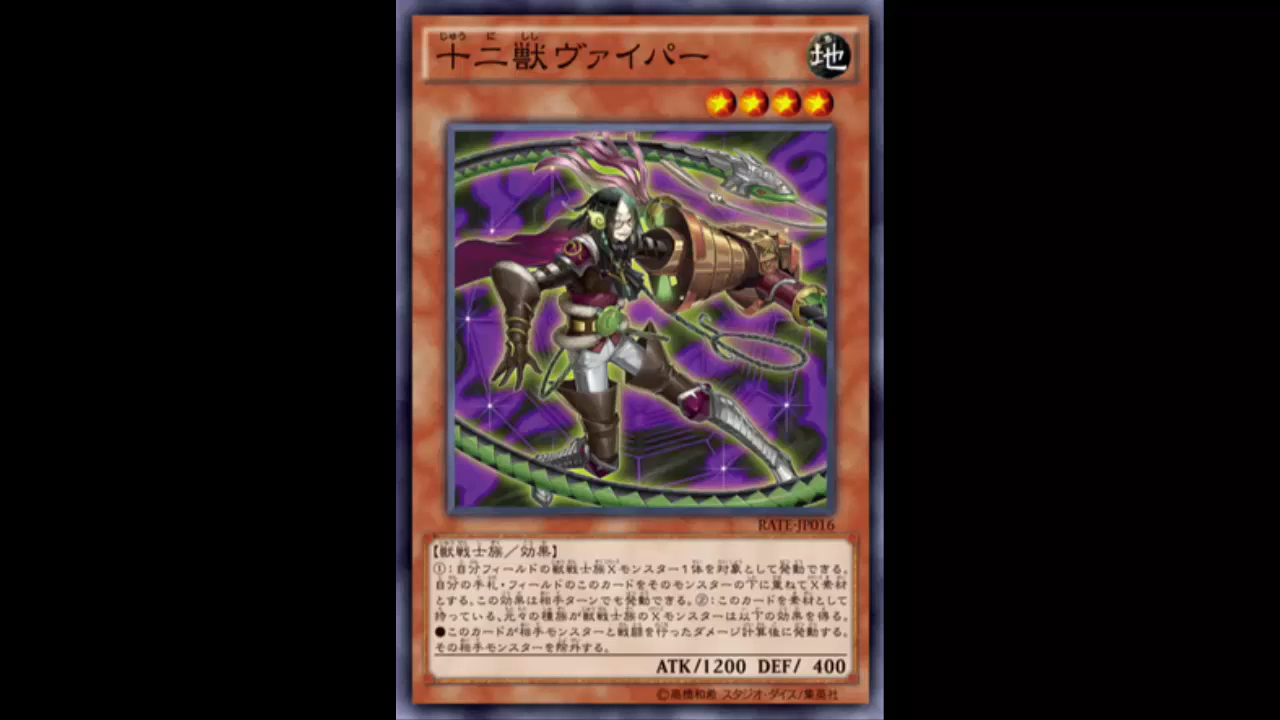 じゅう に しし
十二獣ヴァイパー
地
RATE-JP016
【獣戦士族/効果】
①:自分フィールドの獣戦士族Xモンスター1体を対象として発動できる。
自分の手札・フィールドのこのカードをそのモンスターの下に重ねてX素材
とする。この効果は相手ターンでも発動できる。②:このカードを素材として
持っている、元々の種族が獣戦士族のXモンスターは以下の効果を得る。
●このカードが相手モンスターと戦闘を行ったダメージ計算後に発動する。
その相手モンスターを除外する。
ATK/1200 DEF/ 400
©高橋和希 スタジオ・ダイス/集英社